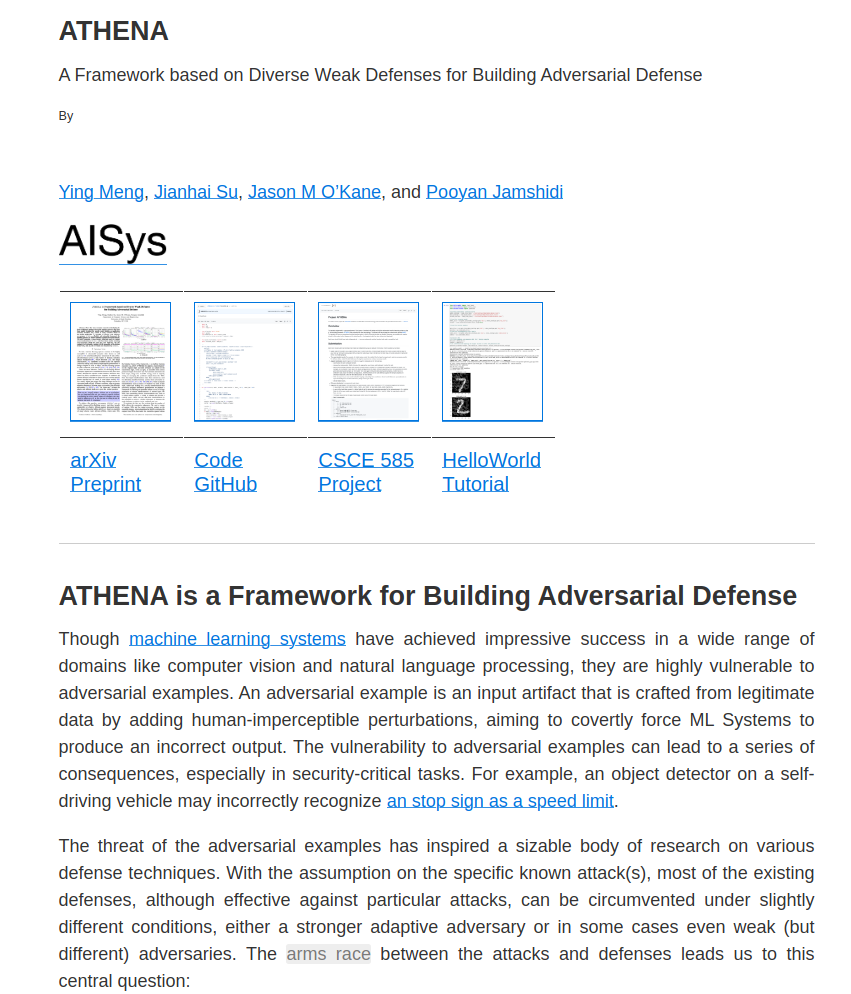 ATHENA
A Framework based on Diverse Weak Defenses for Building Adversarial Defense
By
Ying Meng, Jianhai Su, Jason M O’Kane, and Pooyan Jamshidi
AISys
arXiv Preprint
Code GitHub
CSCE 585 Project
HelloWorld Tutorial
ATHENA is a Framework for Building Adversarial Defense
Though machine learning systems have achieved impressive success in a wide range of
domains like computer vision and natural language processing, they are highly vulnerable to
adversarial examples. An adversarial example is an input artifact that is crafted from legitimate
data by adding human-imperceptible perturbations, aiming to covertly force ML Systems to
produce an incorrect output. The vulnerability to adversarial examples can lead to a series of
consequences, especially in security-critical tasks. For example, an object detector on a self-
driving vehicle may incorrectly recognize an stop sign as a speed limit.
The threat of the adversarial examples has inspired a sizable body of research on various
defense techniques. With the assumption on the specific known attack(s), most of the existing
defenses, although effective against particular attacks, can be circumvented under slightly
different conditions, either a stronger adaptive adversary or in some cases even weak (but
different) adversaries. The arms race between the attacks and defenses leads us to this
central question: